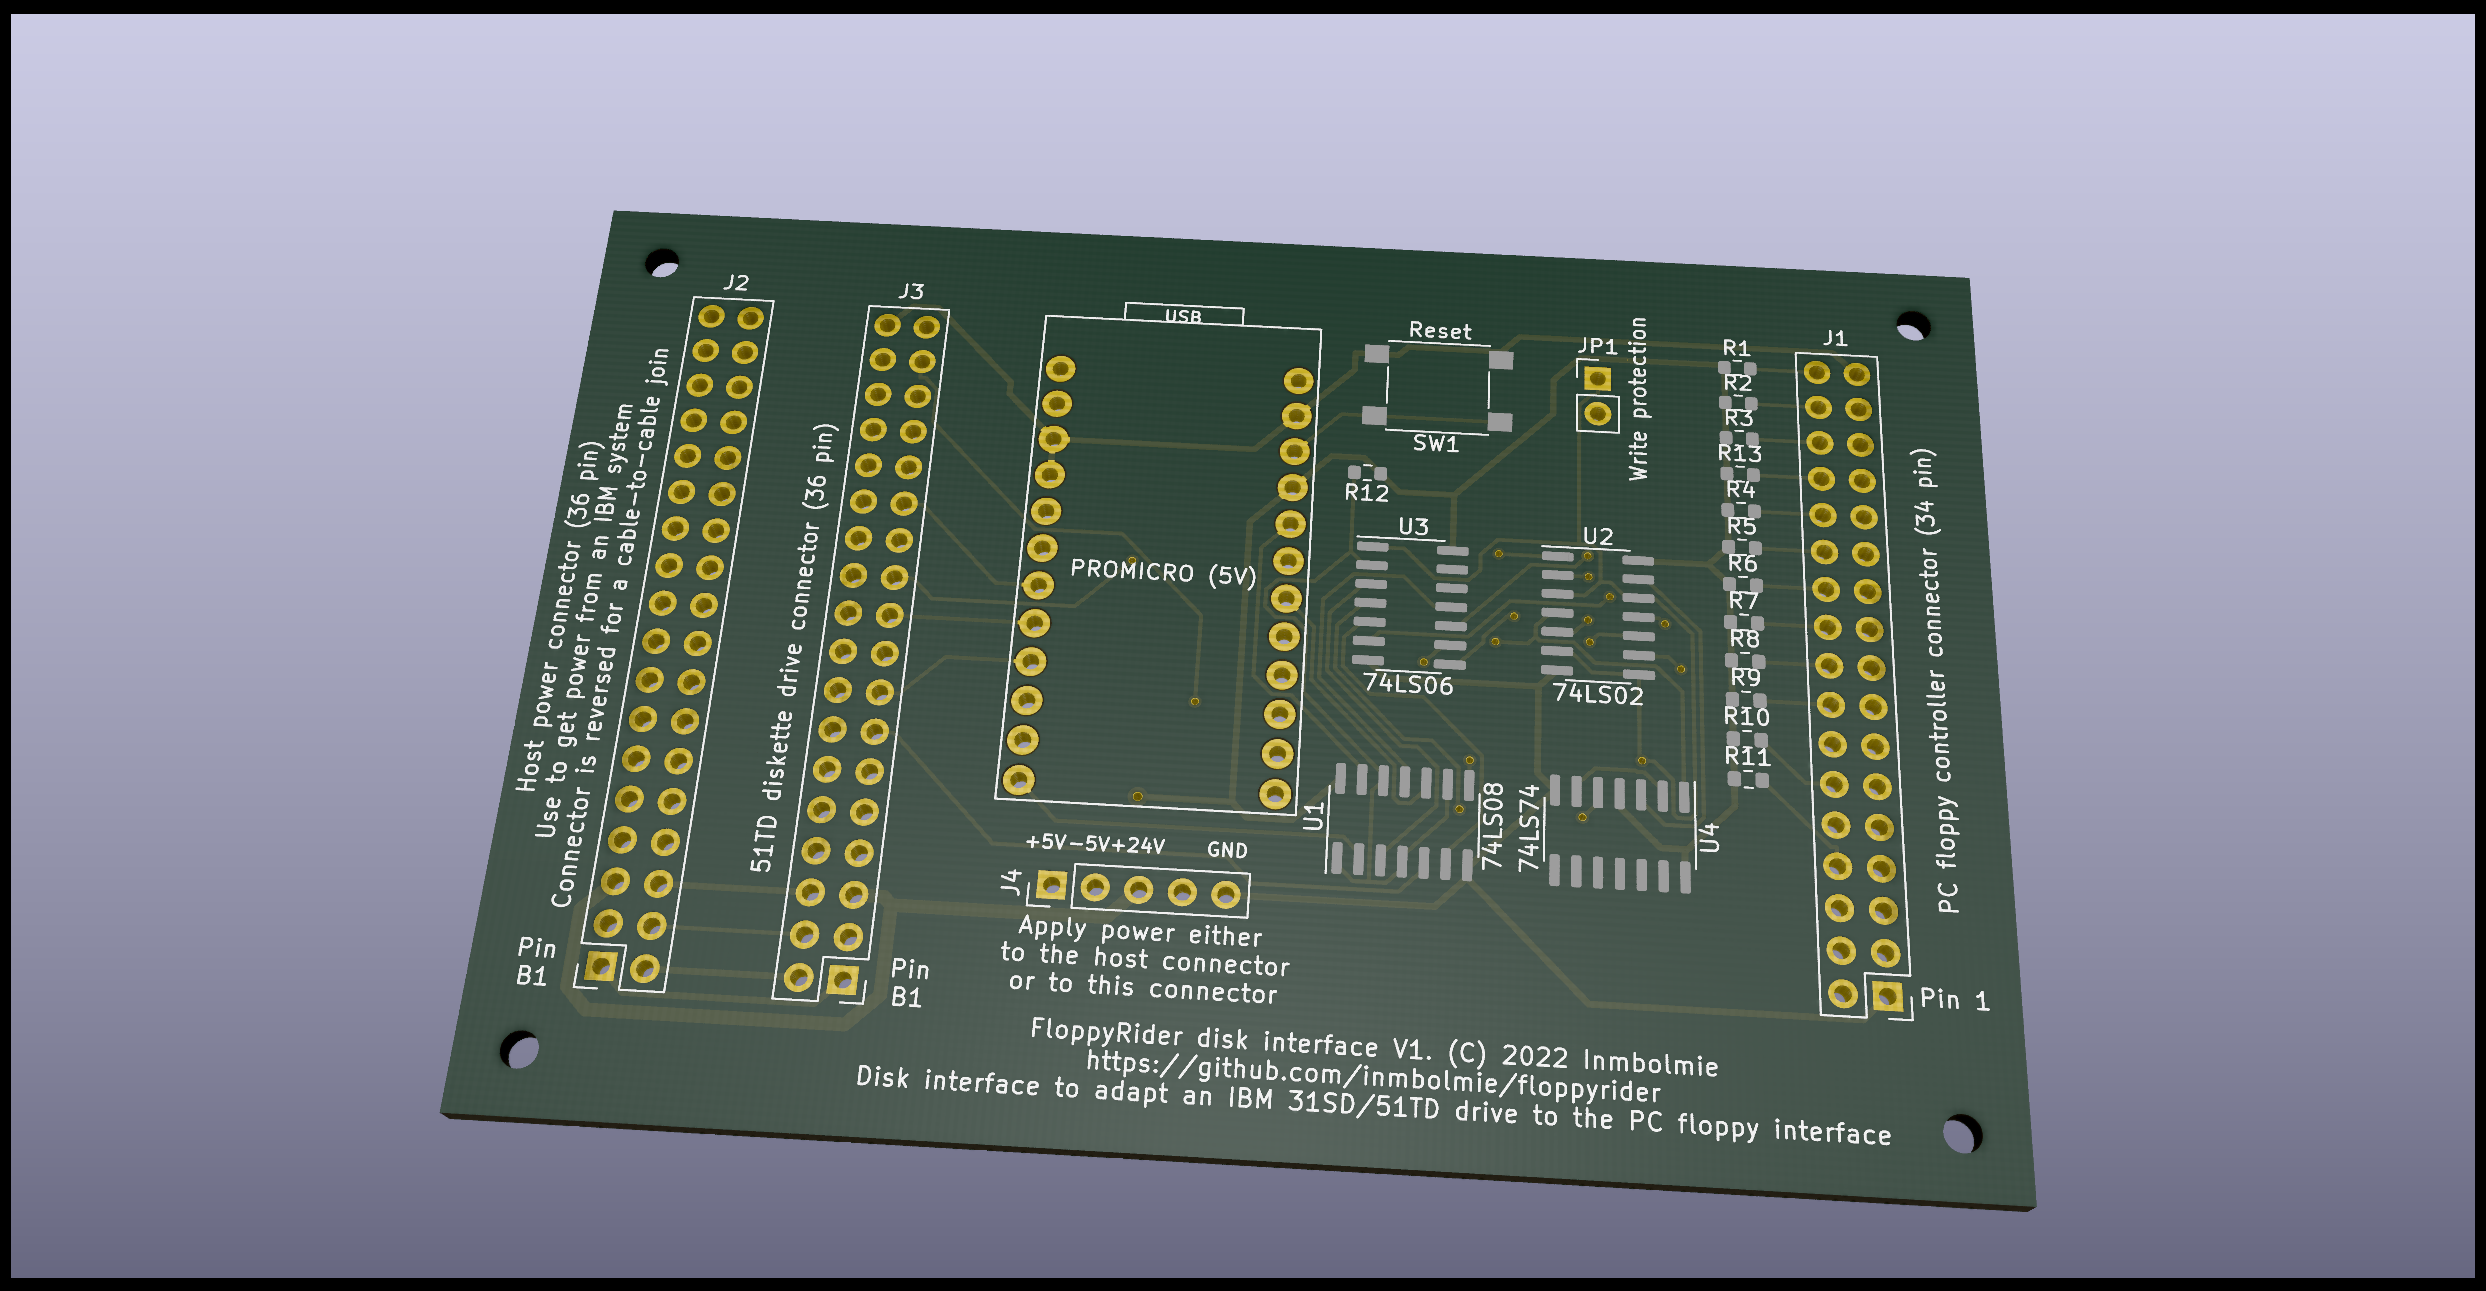 J2
J3
USB
Reset
JP1
Write protection
R1
R2
R3
R13
R4
R5
R6
R7
R8
R9
R10
R11
J1
SW1
R12
U3
U2
PROMICRO (5V)
74LS06
74LS02
Host power connector (36 pin)
Use to get power from an IBM system
Connector is reversed for a cable-to-cable join
51TD diskette drive connector (36 pin)
PC floppy controller connector (34 pin)
U1
74LS08
74LS74
U4
+5V-5V+24V GND
J4
Apply power either
to the host connector
or to this connector
Pin
B1
Pin
B1
Pin 1
FloppyRider disk interface V1. (C) 2022 Inmbolmie
https://github.com/inmbolmie/floppyrider
Disk interface to adapt an IBM 31SD/51TD drive to the PC floppy interface